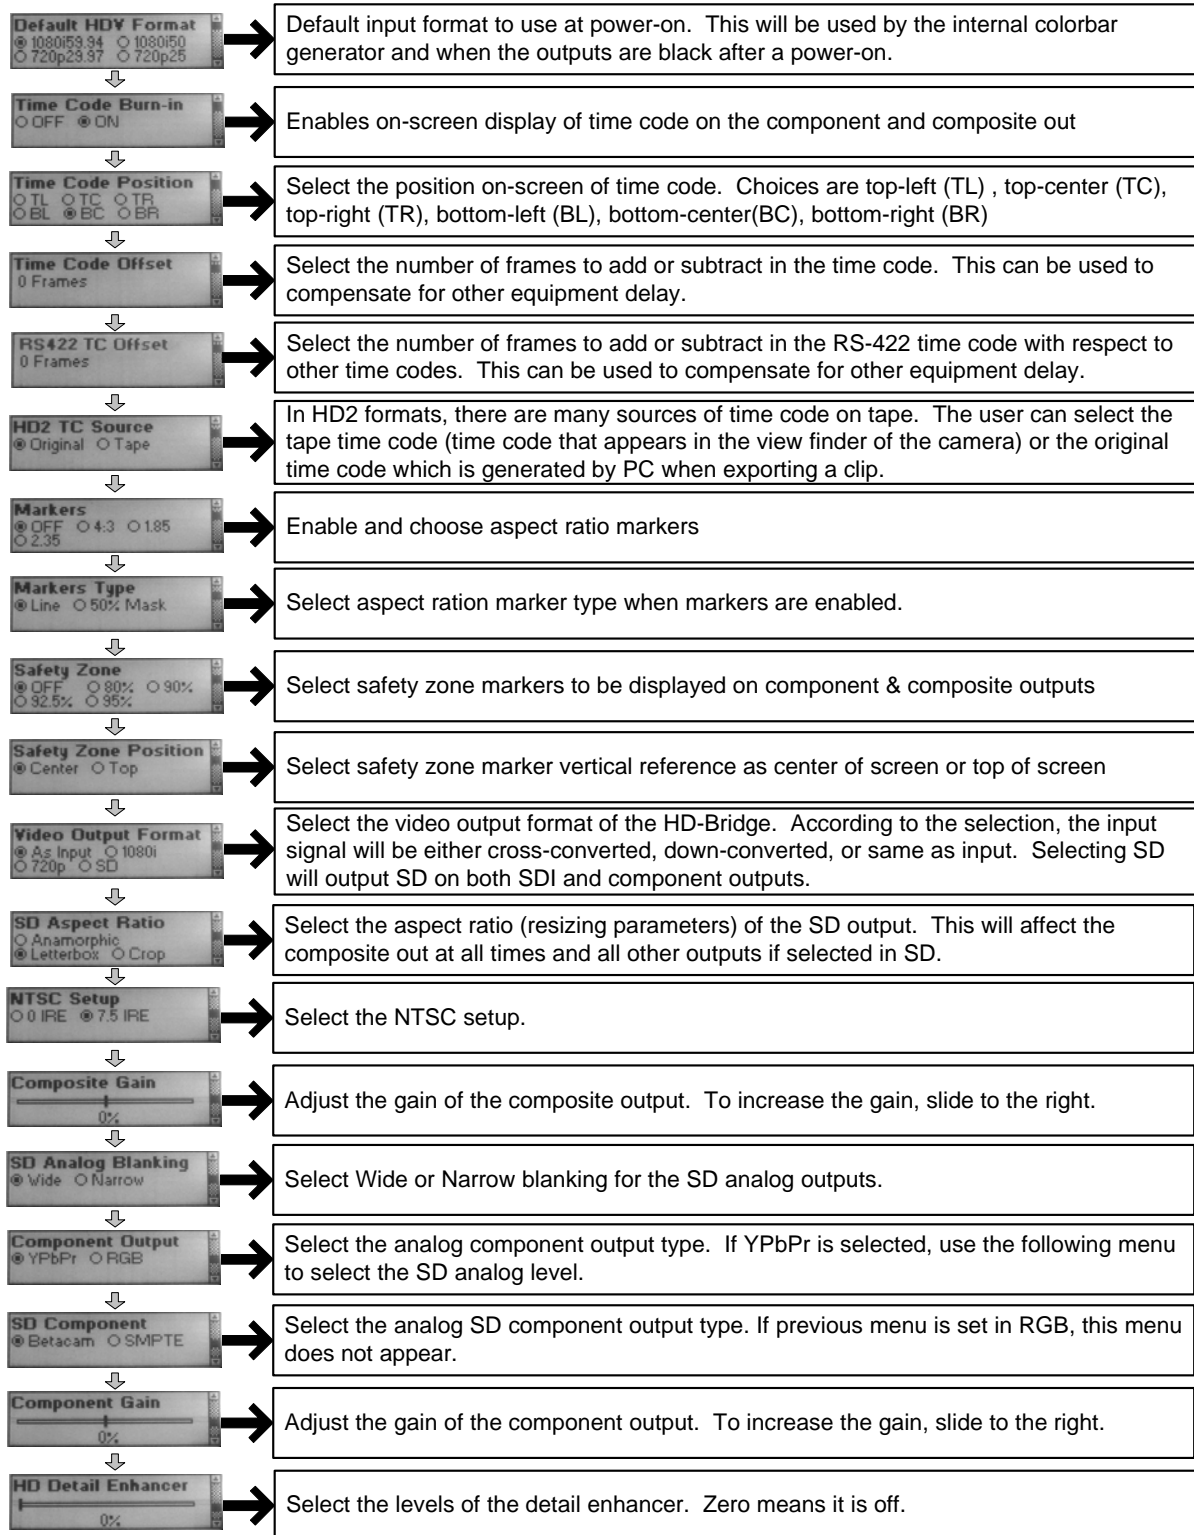 Default HDV Format
◉ 1080i59.94 ○ 1080i50
○ 720p29.97 ○ 720p25
Default input format to use at power-on. This will be used by the internal colorbar
generator and when the outputs are black after a power-on.
Time Code Burn-in
○ OFF ◉ ON
Enables on-screen display of time code on the component and composite out
Time Code Position
○ TL ○ TC ○ TR
○ BL ◉ BC ○ BR
Select the position on-screen of time code. Choices are top-left (TL) , top-center (TC),
top-right (TR), bottom-left (BL), bottom-center(BC), bottom-right (BR)
Time Code Offset
0 Frames
Select the number of frames to add or subtract in the time code. This can be used to
compensate for other equipment delay.
RS422 TC Offset
0 Frames
Select the number of frames to add or subtract in the RS-422 time code with respect to
other time codes. This can be used to compensate for other equipment delay.
HD2 TC Source
◉ Original ○ Tape
In HD2 formats, there are many sources of time code on tape. The user can select the
tape time code (time code that appears in the view finder of the camera) or the original
time code which is generated by PC when exporting a clip.
Markers
◉ OFF ○ 4:3 ○ 1.85
○ 2.35
Enable and choose aspect ratio markers
Markers Type
◉ Line ○ 50% Mask
Select aspect ration marker type when markers are enabled.
Safety Zone
◉ OFF ○ 80% ○ 90%
○ 92.5% ○ 95%
Select safety zone markers to be displayed on component & composite outputs
Safety Zone Position
◉ Center ○ Top
Select safety zone marker vertical reference as center of screen or top of screen
Video Output Format
◉ As Input ○ 1080i
○ 720p ○ SD
Select the video output format of the HD-Bridge. According to the selection, the input
signal will be either cross-converted, down-converted, or same as input. Selecting SD
will output SD on both SDI and component outputs.
SD Aspect Ratio
○ Anamorphic
◉ Letterbox ○ Crop
Select the aspect ratio (resizing parameters) of the SD output. This will affect the
composite out at all times and all other outputs if selected in SD.
NTSC Setup
○ 0 IRE ◉ 7.5 IRE
Select the NTSC setup.
Composite Gain
0%
Adjust the gain of the composite output. To increase the gain, slide to the right.
SD Analog Blanking
◉ Wide ○ Narrow
Select Wide or Narrow blanking for the SD analog outputs.
Component Output
◉ YPbPr ○ RGB
Select the analog component output type. If YPbPr is selected, use the following menu
to select the SD analog level.
SD Component
◉ Betacam ○ SMPTE
Select the analog SD component output type. If previous menu is set in RGB, this menu
does not appear.
Component Gain
0%
Adjust the gain of the component output. To increase the gain, slide to the right.
HD Detail Enhancer
0%
Select the levels of the detail enhancer. Zero means it is off.